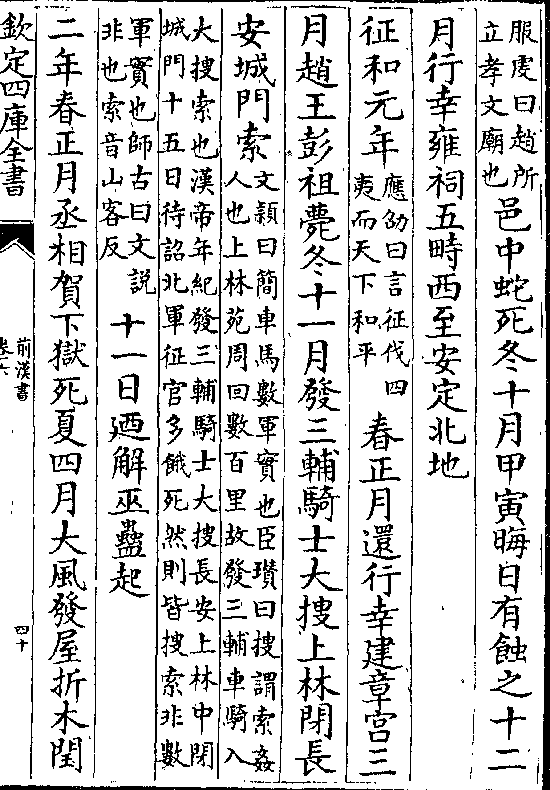 服䖍曰趙所
立孝文廟也
邑中蛇死冬十月甲寅晦日有蝕之十二
月行幸雍祠五畤西至安定北地
征和元年
應劭曰言征伐四
夷而天下和平
春正月還行幸建章宫三
月趙王彭祖薨冬十一月發三輔騎士大搜上林閉長
安城門索
文頴曰簡車馬數軍實也臣瓚曰搜謂索姦
人也上林苑周回數百里故發三輔車騎入
大搜索也漢帝年紀發三輔騎士大搜長安上林中閉
城門十五日待詔北軍征官多餓死然則皆搜索非數
軍實也師古曰文説
非也索音山客反
十一日廼解巫蠱起
二年春正月丞相賀下獄死夏四月大風發屋折木閏
欽定四庫全書
前漢書
卷六
四十